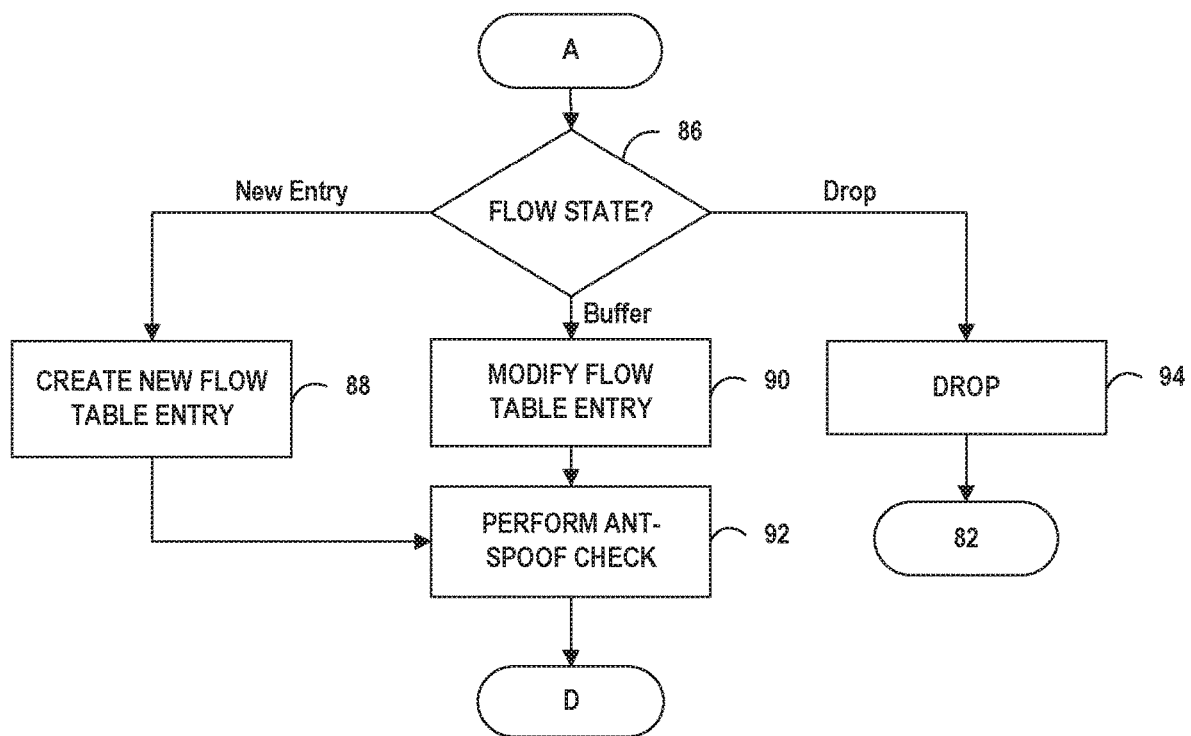 A
86
New Entry
Drop
FLOW STATE?
Buffer
CREATE NEW FLOW
TABLE ENTRY
88
MODIFY FLOW
TABLE ENTRY
90
DROP
94
PERFORM ANT-
SPOOF CHECK
92
82
D